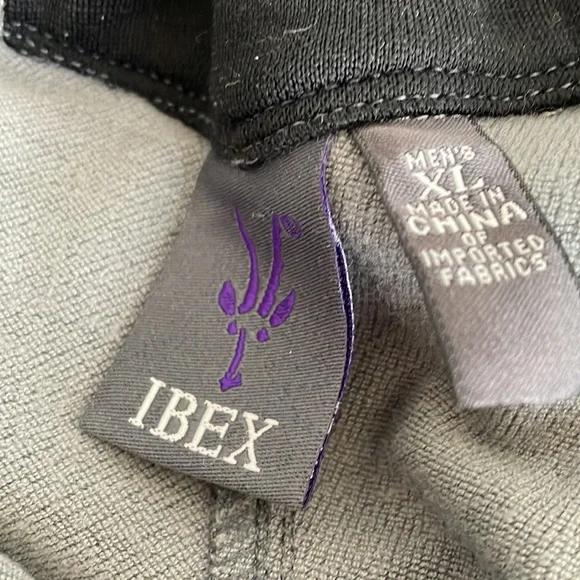 IBEX
MEN'S
XL
MADE IN
CHINA
OF
IMPORTED
FABRICS